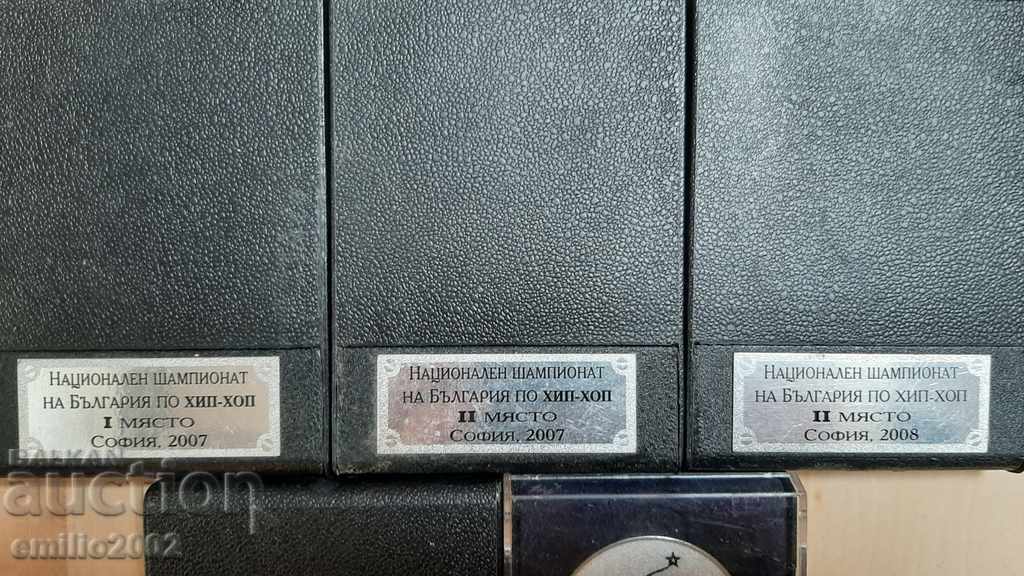 НАЦИОНАЛЕН ШАМПИОНАТ
НА БЪЛГАРИЯ ПО ХИП-ХОП
I МЯСТО
СОФИЯ, 2007
НАЦИОНАЛЕН ШАМПИОНАТ
НА БЪЛГАРИЯ ПО ХИП-ХОП
II МЯСТО
СОФИЯ, 2007
НАЦИОНАЛЕН ШАМПИОНАТ
НА БЪЛГАРИЯ ПО ХИП-ХОП
II МЯСТО
СОФИЯ, 2008
BALKAN
auction
emilio2002